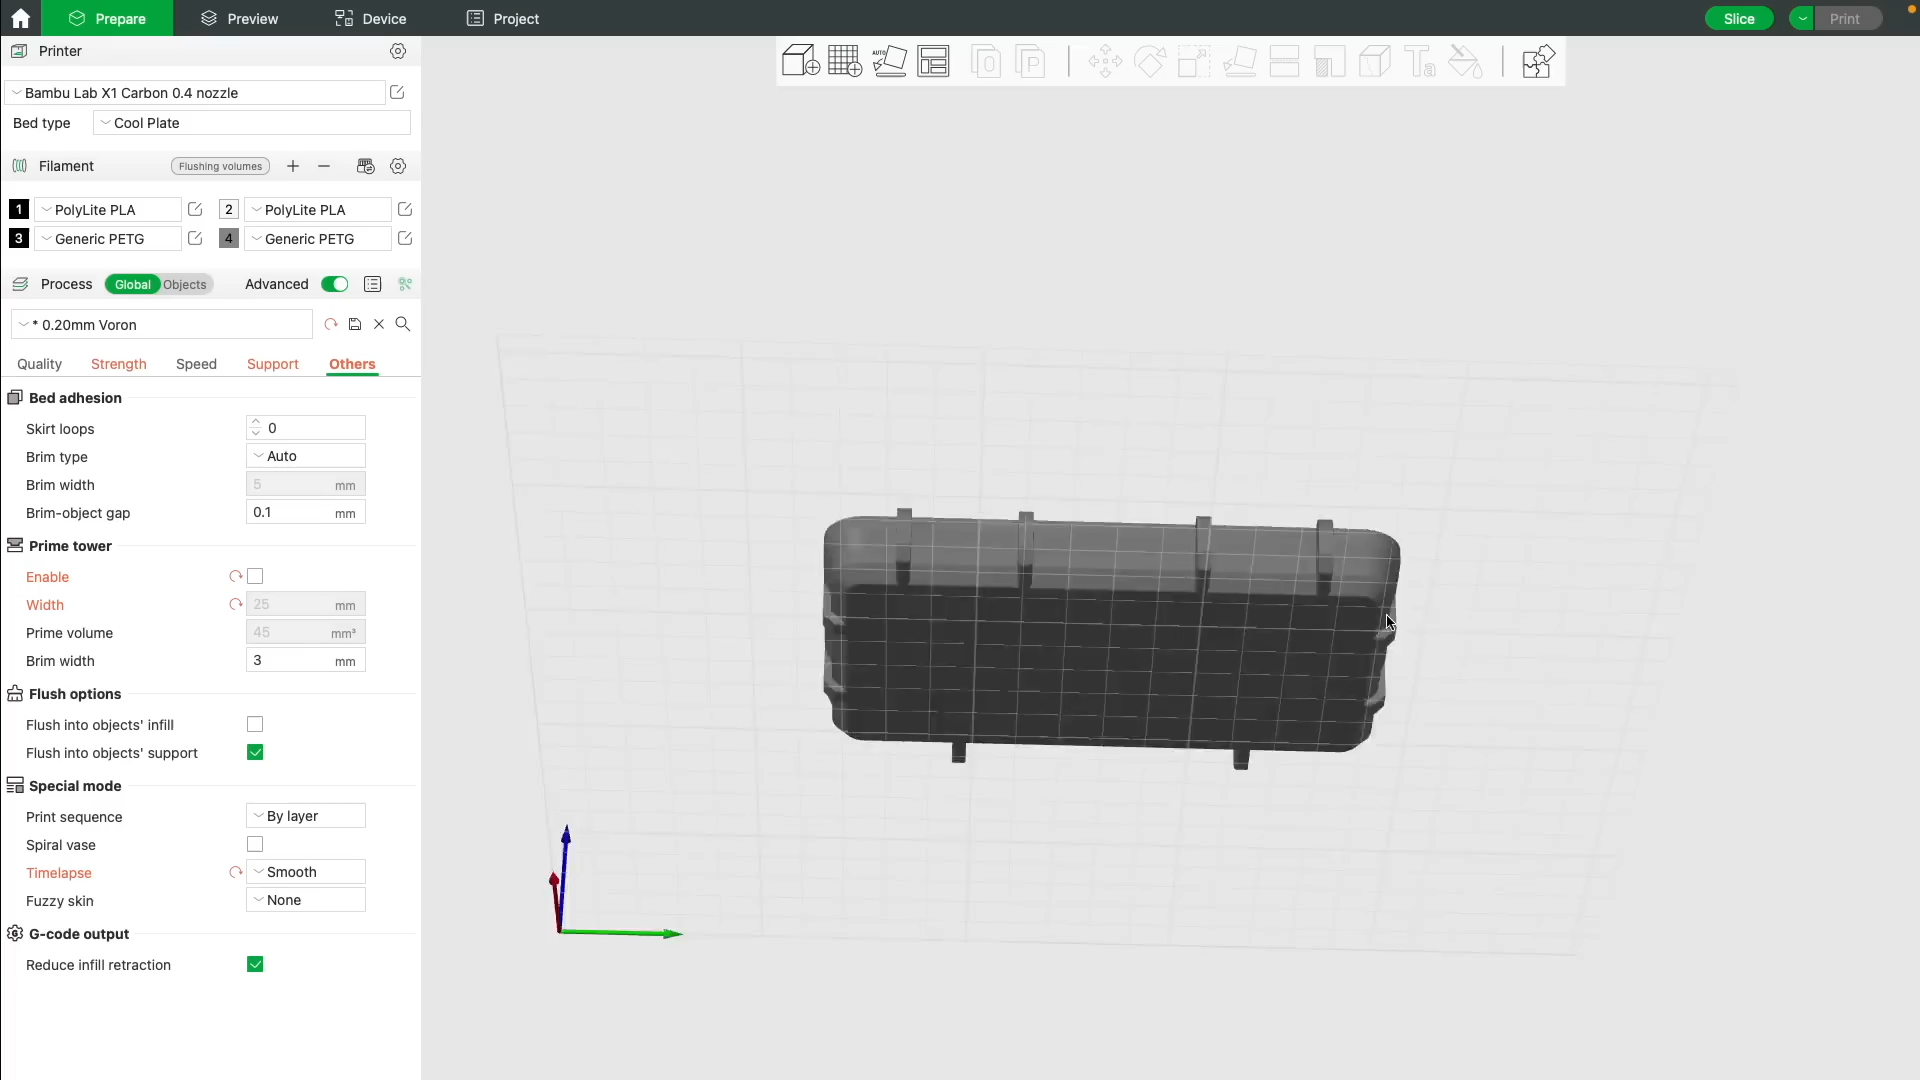 Prepare
Preview
Device
Project
Slice
Print
Printer
Bambu Lab X1 Carbon 0.4 nozzle
Bed type
Cool Plate
Filament
Flushing volumes
1 PolyLite PLA
2 PolyLite PLA
3 Generic PETG
4 Generic PETG
Process
Global
Objects
Advanced
* 0.20mm Voron
Quality
Strength
Speed
Support
Others
Bed adhesion
Skirt loops 0
Brim type Auto
Brim width 5 mm
Brim-object gap 0.1 mm
Prime tower
Enable
Width 25 mm
Prime volume 45 mm³
Brim width 3 mm
Flush options
Flush into objects' infill
Flush into objects' support
Special mode
Print sequence By layer
Spiral vase
Timelapse Smooth
Fuzzy skin None
G-code output
Reduce infill retraction
AUTO
O
P
Ta